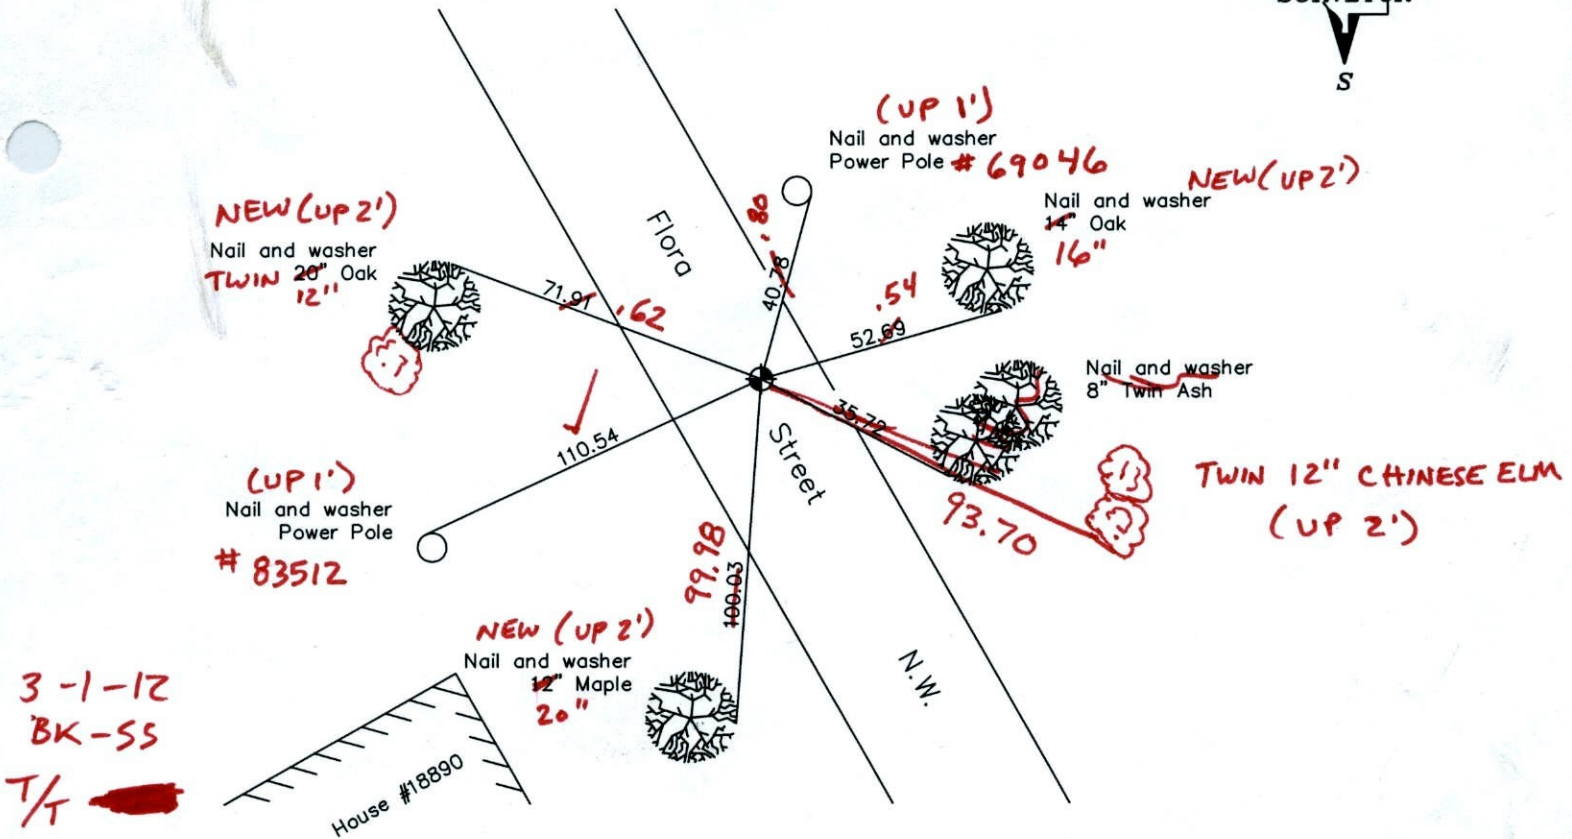 S
(UP 1')
Nail and washer
Power Pole # 69046
NEW (UP 2')
Nail and washer
14" Oak
16"
NEW (UP 2')
Nail and washer
TWIN 20" Oak
12"
Flora
.80
40.78
71.91 .62
.54
52.69
Nail and washer
8" Twin Ash
35.72
Street
110.54
(UP 1')
Nail and washer
Power Pole
# 83512
TWIN 12" CHINESE ELM
(UP 2')
93.70
99.98
100.03
NEW (UP 2')
Nail and washer
12" Maple
20"
N.W.
3-1-12
BK-SS
T/T
House #18890